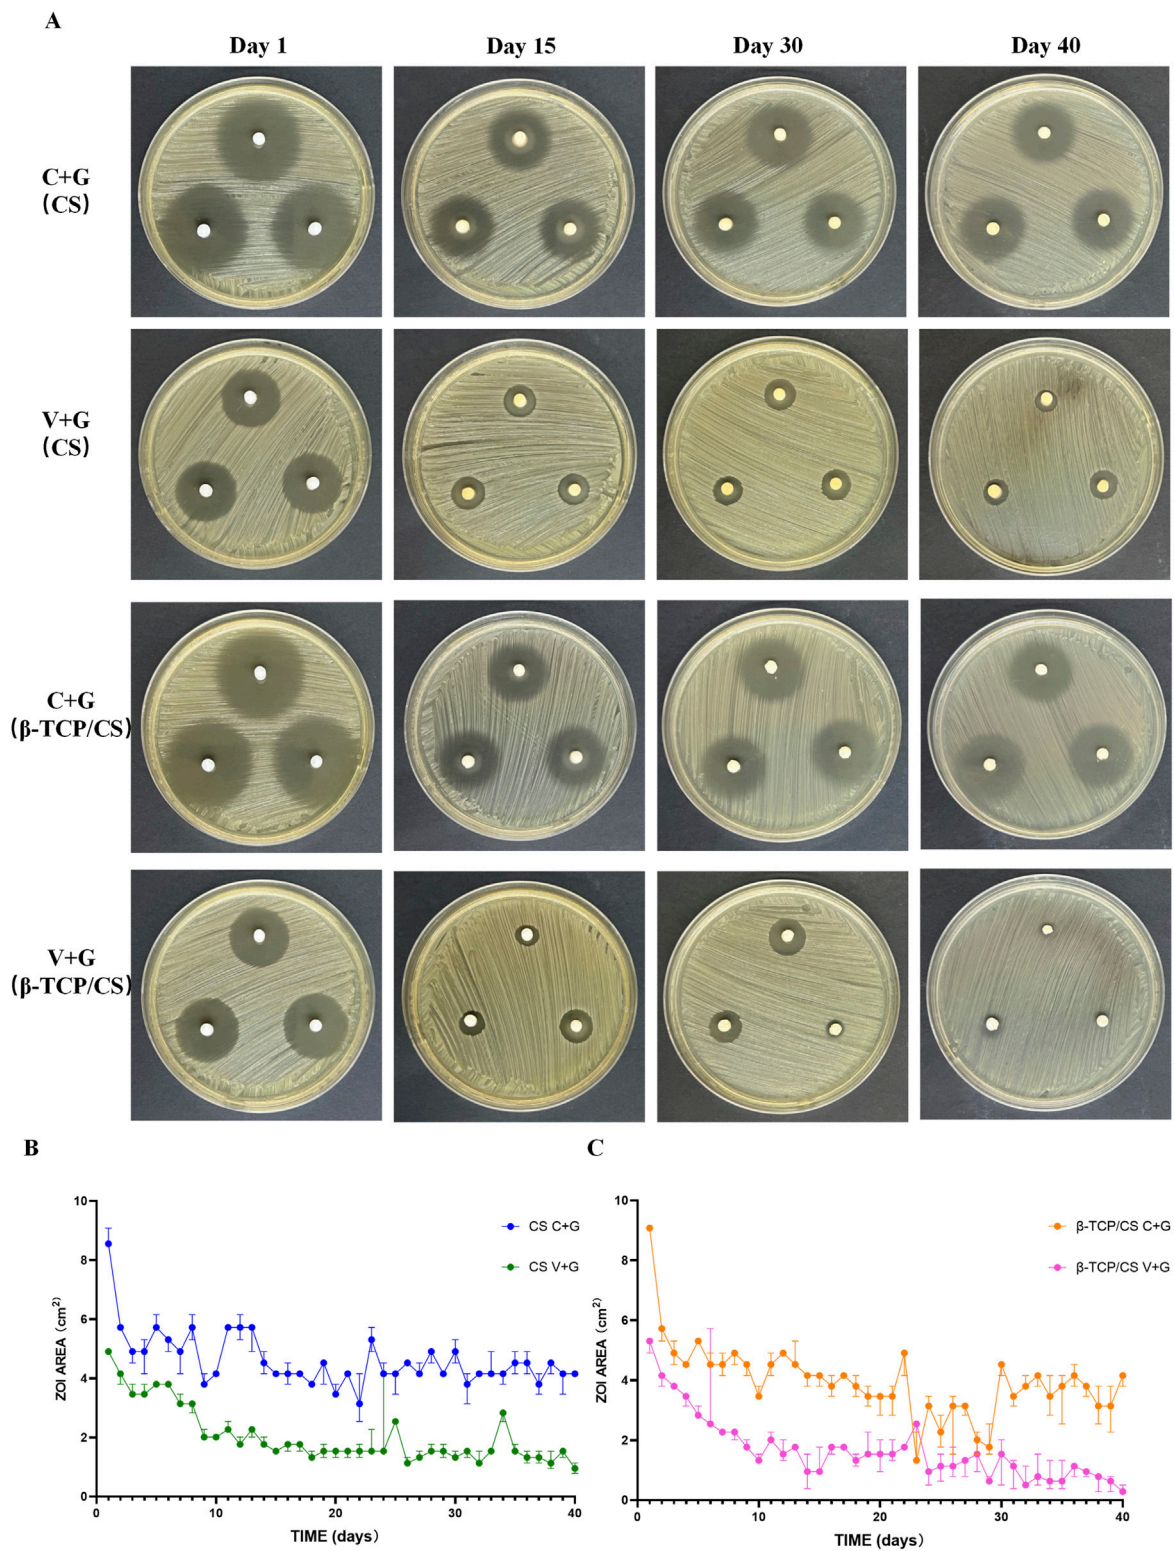 A
Day 1 Day 15 Day 30 Day 40
C+G
(CS)
V+G
(CS)
C+G
(β-TCP/CS)
V+G
(β-TCP/CS)
B
10
8
6
4
2
0
ZOI AREA (cm²)
0 10 20 30 40
TIME (days)
CS C+G
CS V+G
C
10
8
6
4
2
0
ZOI AREA (cm²)
0 10 20 30 40
TIME (days)
β-TCP/CS C+G
β-TCP/CS V+G